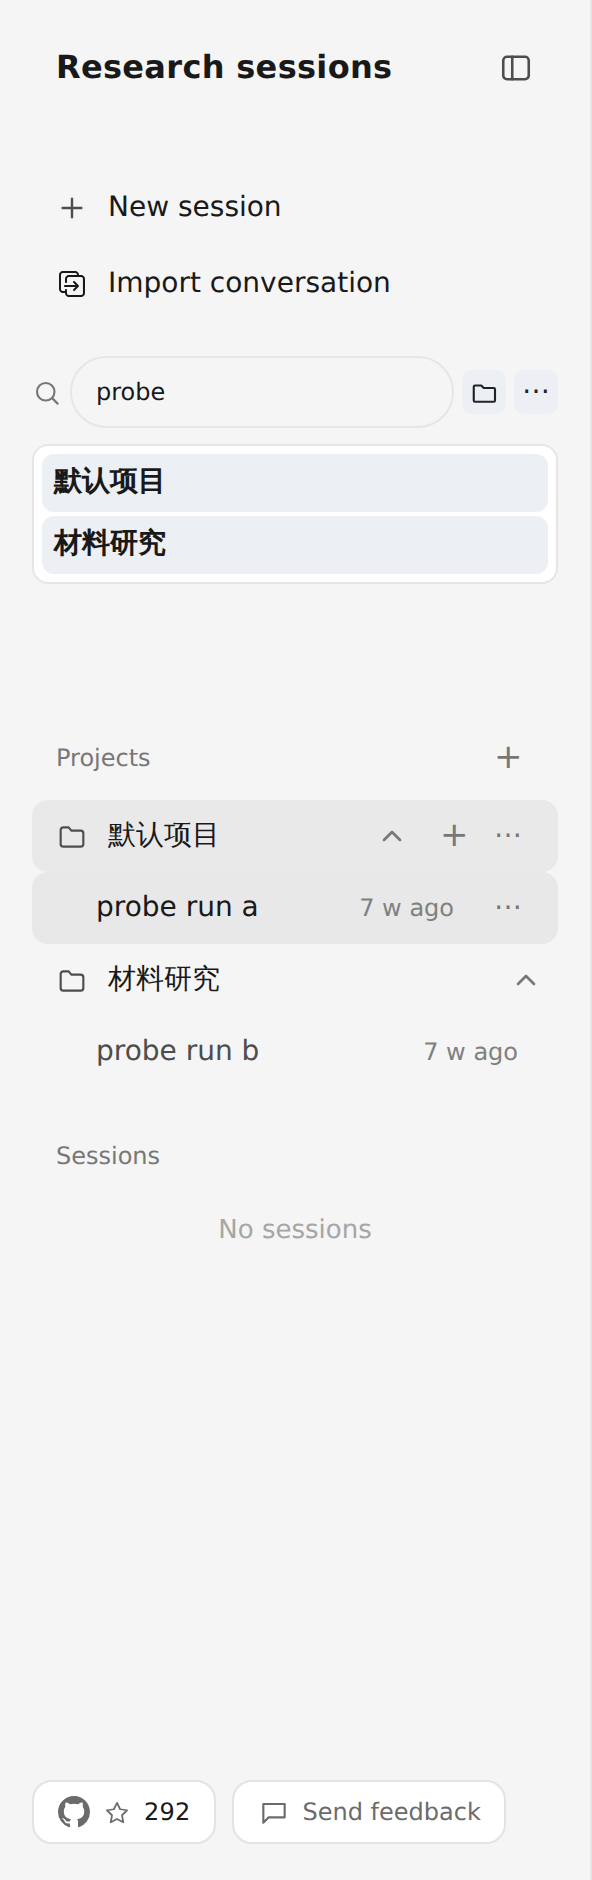 Research sessions
New session
Import conversation
probe
默认项目
材料研究
Projects
默认项目
probe run a 7 w ago
材料研究
probe run b 7 w ago
Sessions
No sessions
292 Send feedback